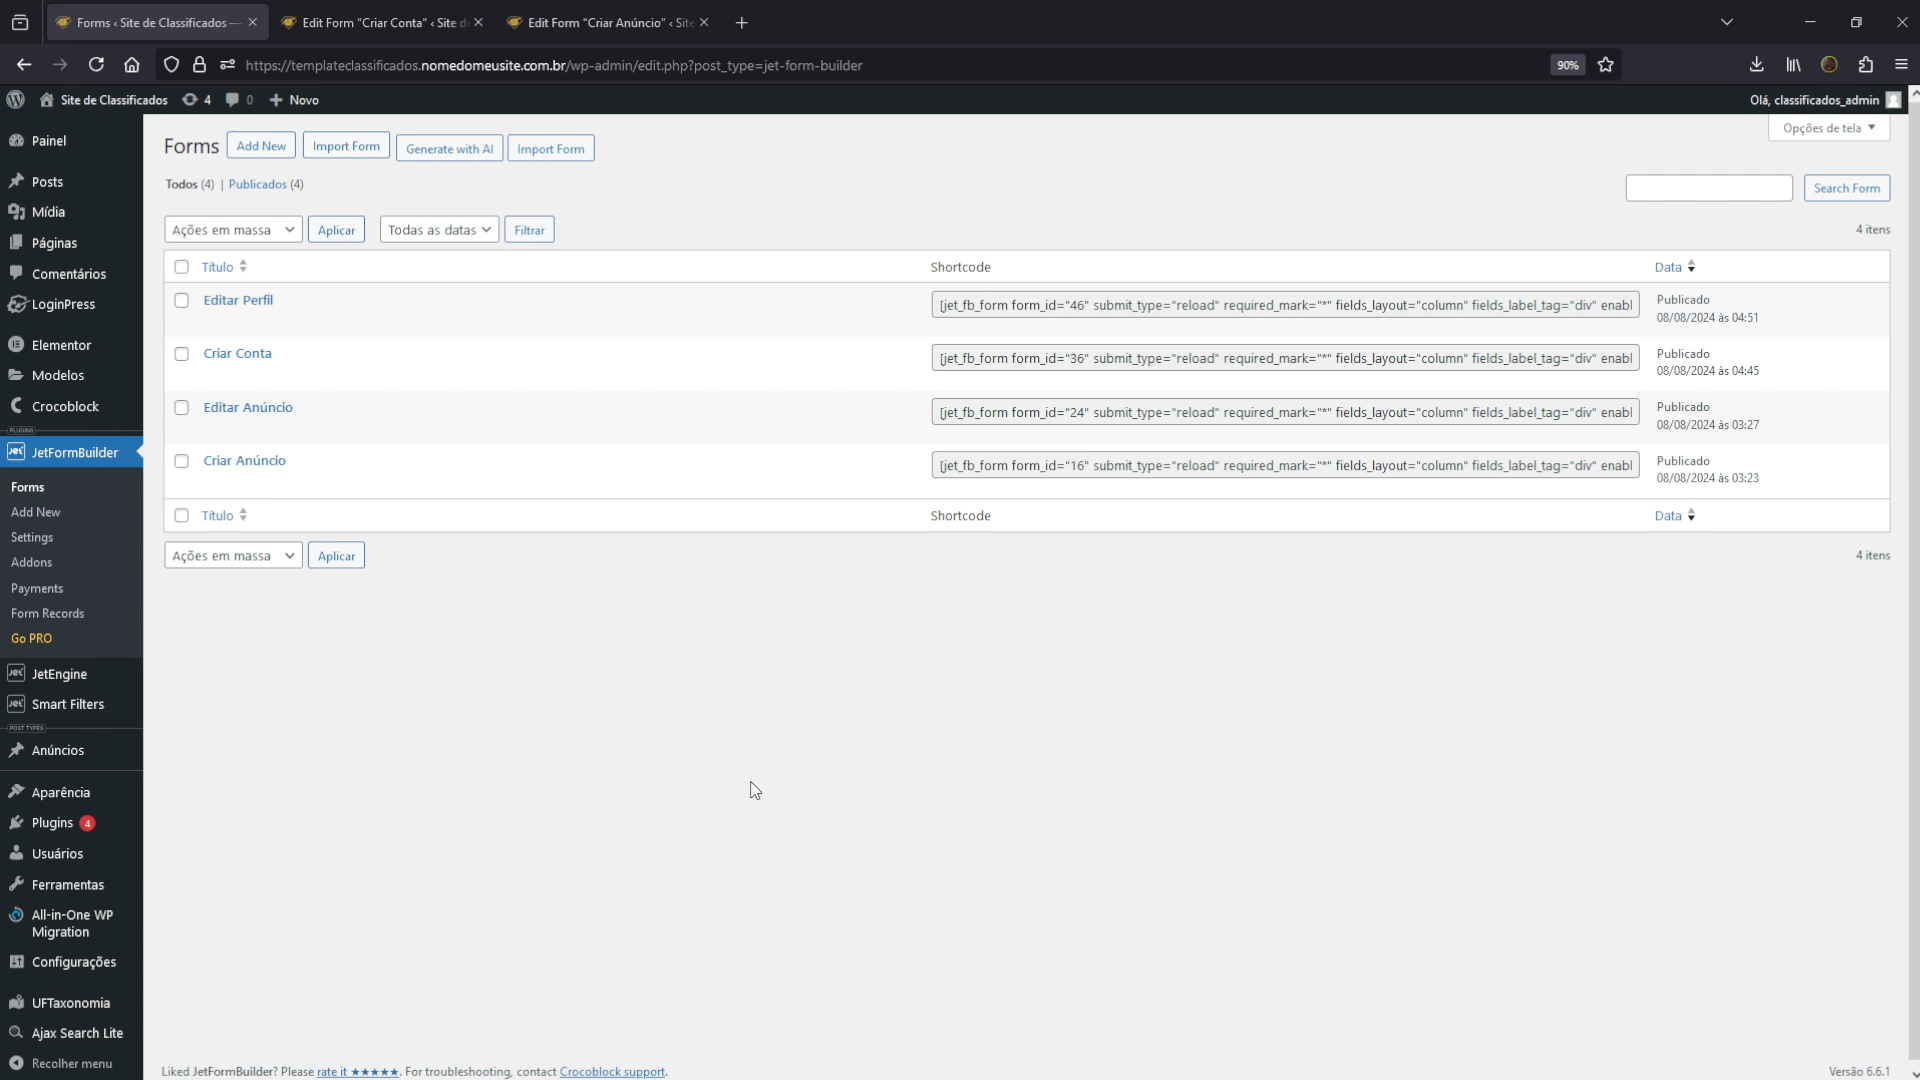 Forms ‹ Site de Classificados —
Edit Form "Criar Conta" ‹ Site d
Edit Form "Criar Anúncio" ‹ Site
https://templateclassificados.nomedomeusite.com.br/wp-admin/edit.php?post_type=jet-form-builder
90%
Site de Classificados
4
0
Novo
Olá, classificados_admin
Painel
Posts
Mídia
Páginas
Comentários
LoginPress
Elementor
Modelos
Crocoblock
PLUGINS
JetFormBuilder
Forms
Add New
Settings
Addons
Payments
Form Records
Go PRO
JetEngine
Smart Filters
POST TYPES
Anúncios
Aparência
Plugins 4
Usuários
Ferramentas
All-in-One WP
Migration
Configurações
UFTaxonomia
Ajax Search Lite
Recolher menu
Opções de tela
Forms Add New Import Form Generate with AI Import Form
Todos (4) | Publicados (4)
Search Form
Ações em massa Aplicar Todas as datas Filtrar 4 itens
Título Shortcode Data
Editar Perfil [jet_fb_form form_id="46" submit_type="reload" required_mark="*" fields_layout="column" fields_label_tag="div" enabl Publicado
08/08/2024 às 04:51
Criar Conta [jet_fb_form form_id="36" submit_type="reload" required_mark="*" fields_layout="column" fields_label_tag="div" enabl Publicado
08/08/2024 às 04:45
Editar Anúncio [jet_fb_form form_id="24" submit_type="reload" required_mark="*" fields_layout="column" fields_label_tag="div" enabl Publicado
08/08/2024 às 03:27
Criar Anúncio [jet_fb_form form_id="16" submit_type="reload" required_mark="*" fields_layout="column" fields_label_tag="div" enabl Publicado
08/08/2024 às 03:23
Título Shortcode Data
Ações em massa Aplicar 4 itens
Liked JetFormBuilder? Please rate it ★★★★★. For troubleshooting, contact Crocoblock support.
Versão 6.6.1